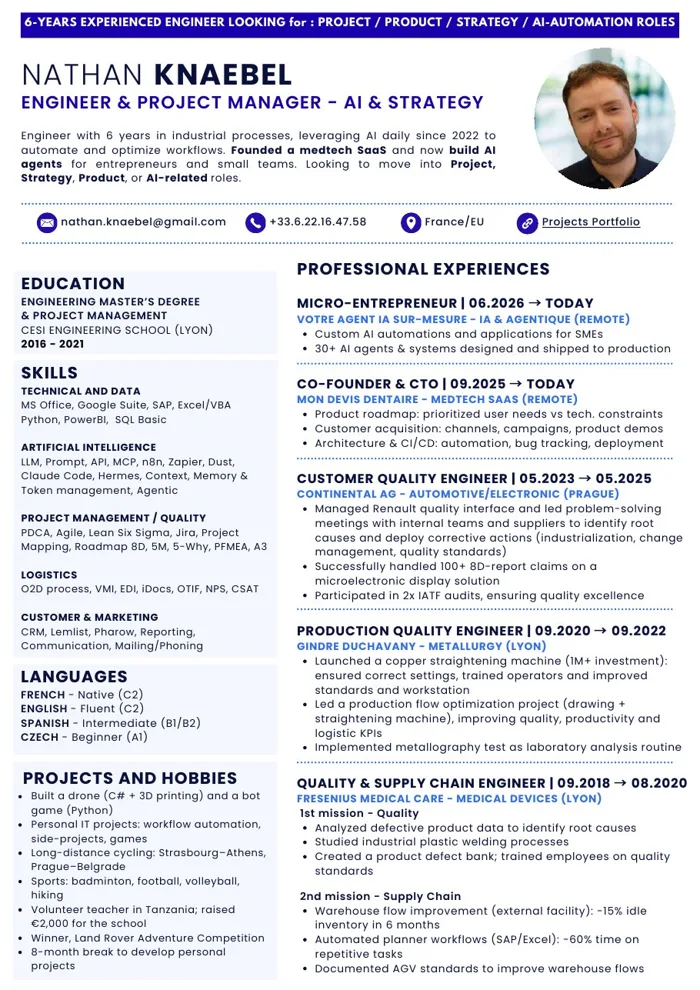 6-YEARS EXPERIENCED ENGINEER LOOKING for : PROJECT / PRODUCT / STRATEGY / AI-AUTOMATION ROLES
NATHAN KNAEBEL
ENGINEER & PROJECT MANAGER - AI & STRATEGY
Engineer with 6 years in industrial processes, leveraging AI daily since 2022 to
automate and optimize workflows. Founded a medtech SaaS and now build AI
agents for entrepreneurs and small teams. Looking to move into Project,
Strategy, Product, or AI-related roles.
nathan.knaebel@gmail.com
+33.6.22.16.47.58
France/EU
Projects Portfolio
EDUCATION
ENGINEERING MASTER'S DEGREE
& PROJECT MANAGEMENT
CESI ENGINEERING SCHOOL (LYON)
2016 - 2021
SKILLS
TECHNICAL AND DATA
MS Office, Google Suite, SAP, Excel/VBA
Python, PowerBI, SQL Basic
ARTIFICIAL INTELLIGENCE
LLM, Prompt, API, MCP, n8n, Zapier, Dust,
Claude Code, Hermes, Context, Memory &
Token management, Agentic
PROJECT MANAGEMENT / QUALITY
PDCA, Agile, Lean Six Sigma, Jira, Project
Mapping, Roadmap 8D, 5M, 5-Why, PFMEA, A3
LOGISTICS
O2D process, VMI, EDI, iDocs, OTIF, NPS, CSAT
CUSTOMER & MARKETING
CRM, Lemlist, Pharow, Reporting,
Communication, Mailing/Phoning
LANGUAGES
FRENCH - Native (C2)
ENGLISH - Fluent (C2)
SPANISH - Intermediate (B1/B2)
CZECH - Beginner (A1)
PROJECTS AND HOBBIES
• Built a drone (C# + 3D printing) and a bot
game (Python)
• Personal IT projects: workflow automation,
side-projects, games
• Long-distance cycling: Strasbourg–Athens,
Prague–Belgrade
• Sports: badminton, football, volleyball,
hiking
• Volunteer teacher in Tanzania; raised
€2,000 for the school
• Winner, Land Rover Adventure Competition
• 8-month break to develop personal
projects
PROFESSIONAL EXPERIENCES
MICRO-ENTREPRENEUR | 06.2026 → TODAY
VOTRE AGENT IA SUR-MESURE - IA & AGENTIQUE (REMOTE)
• Custom AI automations and applications for SMEs
• 30+ AI agents & systems designed and shipped to production
CO-FOUNDER & CTO | 09.2025 → TODAY
MON DEVIS DENTAIRE - MEDTECH SAAS (REMOTE)
• Product roadmap: prioritized user needs vs tech. constraints
• Customer acquisition: channels, campaigns, product demos
• Architecture & CI/CD: automation, bug tracking, deployment
CUSTOMER QUALITY ENGINEER | 05.2023 → 05.2025
CONTINENTAL AG - AUTOMOTIVE/ELECTRONIC (PRAGUE)
• Managed Renault quality interface and led problem-solving
meetings with internal teams and suppliers to identify root
causes and deploy corrective actions (industrialization, change
management, quality standards)
• Successfully handled 100+ 8D-report claims on a
microelectronic display solution
• Participated in 2x IATF audits, ensuring quality excellence
PRODUCTION QUALITY ENGINEER | 09.2020 → 09.2022
GINDRE DUCHAVANY - METALLURGY (LYON)
• Launched a copper straightening machine (1M+ investment):
ensured correct settings, trained operators and improved
standards and workstation
• Led a production flow optimization project (drawing +
straightening machine), improving quality, productivity and
logistic KPIs
• Implemented metallography test as laboratory analysis routine
QUALITY & SUPPLY CHAIN ENGINEER | 09.2018 → 08.2020
FRESENIUS MEDICAL CARE - MEDICAL DEVICES (LYON)
1st mission - Quality
• Analyzed defective product data to identify root causes
• Studied industrial plastic welding processes
• Created a product defect bank; trained employees on quality
standards
2nd mission - Supply Chain
• Warehouse flow improvement (external facility): -15% idle
inventory in 6 months
• Automated planner workflows (SAP/Excel): -60% time on
repetitive tasks
• Documented AGV standards to improve warehouse flows